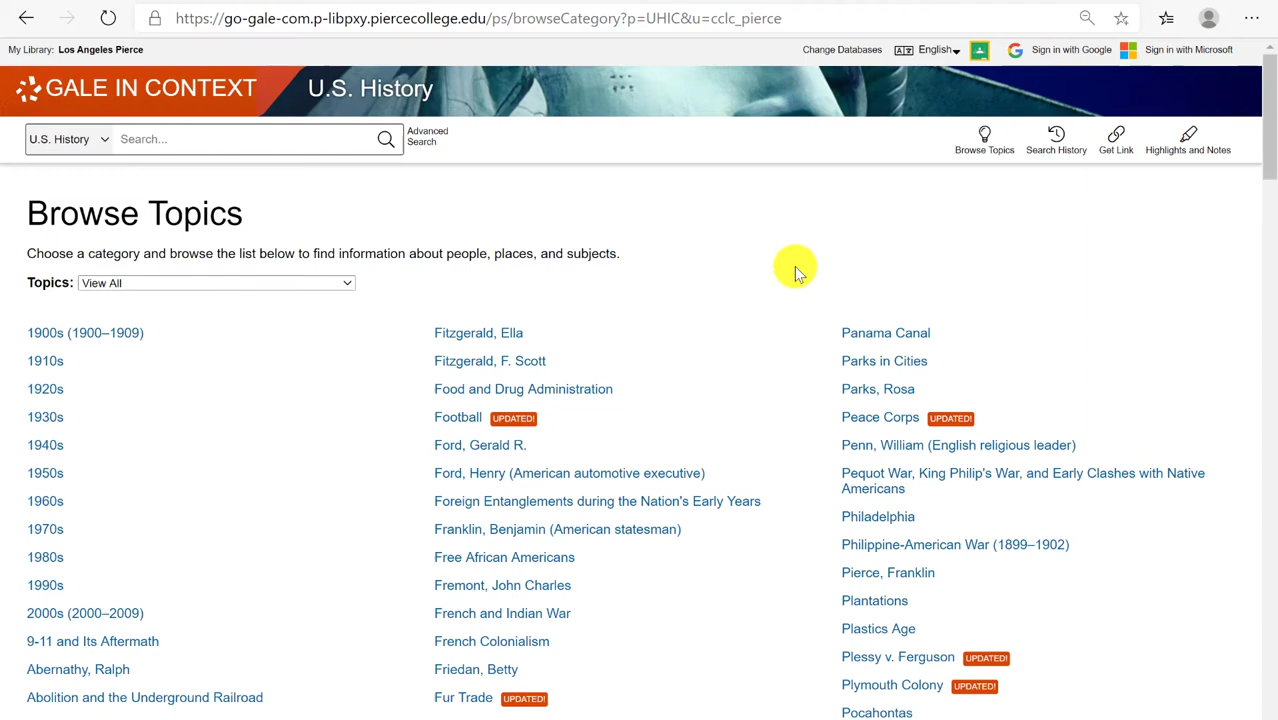 https://go-gale-com.p-libpxy.piercecollege.edu/ps/browseCategory?p=UHIC&u=cclc_pierce
My Library: Los Angeles Pierce
Change Databases
English
Sign in with Google
Sign in with Microsoft
GALE IN CONTEXT
U.S. History
U.S. History
Search...
Advanced
Search
Browse Topics
Search History
Get Link
Highlights and Notes
Browse Topics
Choose a category and browse the list below to find information about people, places, and subjects.
Topics: View All
1900s (1900–1909)
1910s
1920s
1930s
1940s
1950s
1960s
1970s
1980s
1990s
2000s (2000–2009)
9-11 and Its Aftermath
Abernathy, Ralph
Abolition and the Underground Railroad
Fitzgerald, Ella
Fitzgerald, F. Scott
Food and Drug Administration
Football UPDATED!
Ford, Gerald R.
Ford, Henry (American automotive executive)
Foreign Entanglements during the Nation's Early Years
Franklin, Benjamin (American statesman)
Free African Americans
Fremont, John Charles
French and Indian War
French Colonialism
Friedan, Betty
Fur Trade UPDATED!
Panama Canal
Parks in Cities
Parks, Rosa
Peace Corps UPDATED!
Penn, William (English religious leader)
Pequot War, King Philip's War, and Early Clashes with Native
Americans
Philadelphia
Philippine-American War (1899–1902)
Pierce, Franklin
Plantations
Plastics Age
Plessy v. Ferguson UPDATED!
Plymouth Colony UPDATED!
Pocahontas